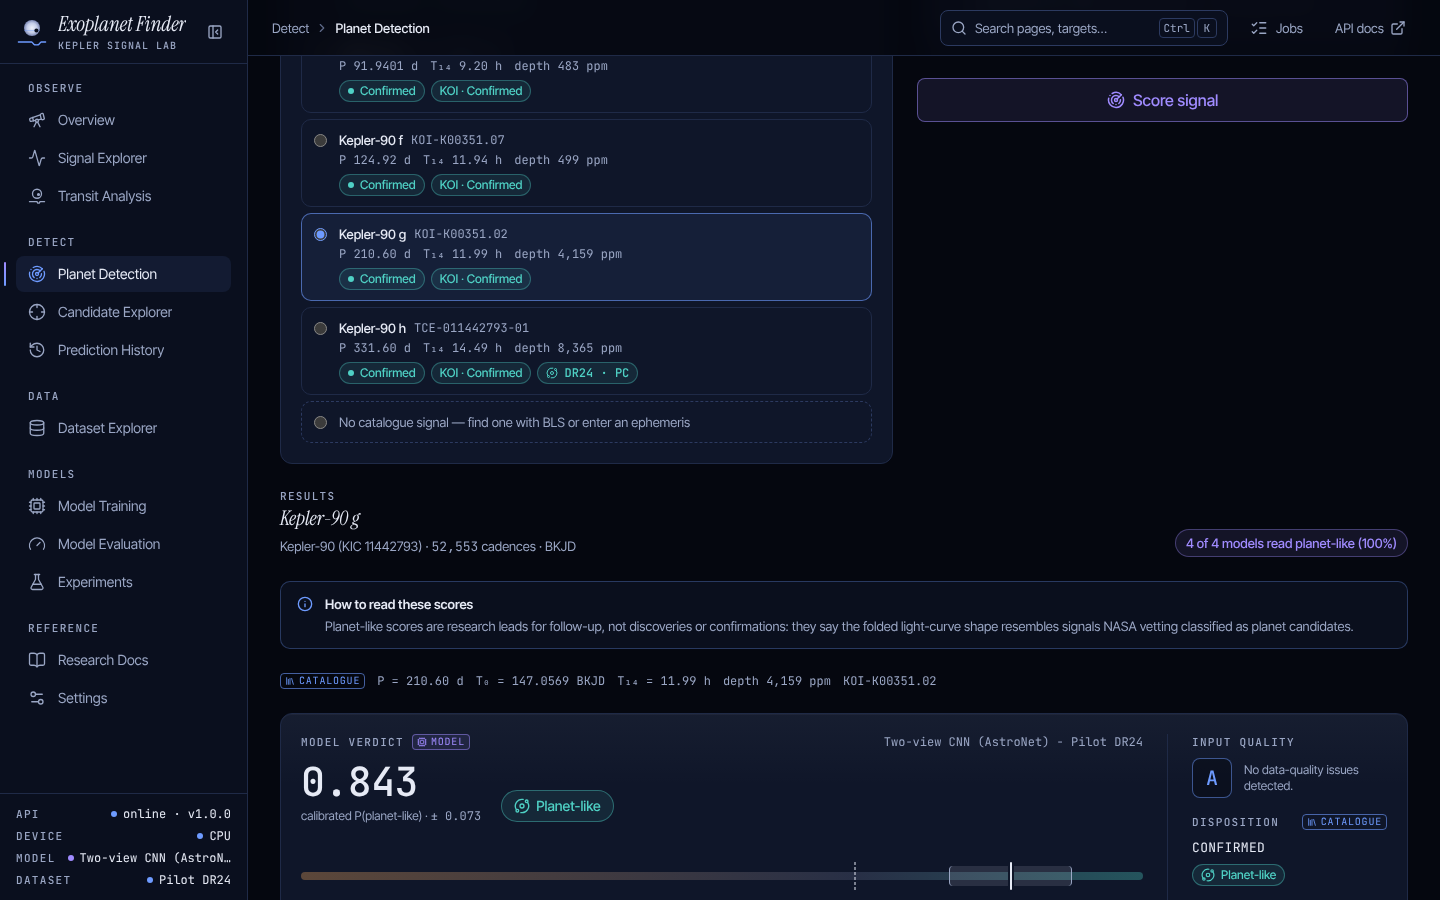 Exoplanet Finder
KEPLER SIGNAL LAB
OBSERVE
Overview
Signal Explorer
Transit Analysis
DETECT
Planet Detection
Candidate Explorer
Prediction History
DATA
Dataset Explorer
MODELS
Model Training
Model Evaluation
Experiments
REFERENCE
Research Docs
Settings
API online · v1.0.0
DEVICE CPU
MODEL Two-view CNN (AstroN…
DATASET Pilot DR24
Detect > Planet Detection
Search pages, targets... Ctrl K
Jobs
API docs
P 91.9401 d T₁₄ 9.20 h depth 483 ppm
Confirmed KOI · Confirmed
Kepler-90 f KOI-K00351.07
P 124.92 d T₁₄ 11.94 h depth 499 ppm
Confirmed KOI · Confirmed
Kepler-90 g KOI-K00351.02
P 210.60 d T₁₄ 11.99 h depth 4,159 ppm
Confirmed KOI · Confirmed
Kepler-90 h TCE-011442793-01
P 331.60 d T₁₄ 14.49 h depth 8,365 ppm
Confirmed KOI · Confirmed DR24 · PC
No catalogue signal — find one with BLS or enter an ephemeris
Score signal
RESULTS
Kepler-90 g
Kepler-90 (KIC 11442793) · 52,553 cadences · BKJD
4 of 4 models read planet-like (100%)
How to read these scores
Planet-like scores are research leads for follow-up, not discoveries or confirmations: they say the folded light-curve shape resembles signals NASA vetting classified as planet candidates.
CATALOGUE P = 210.60 d T₀ = 147.0569 BKJD T₁₄ = 11.99 h depth 4,159 ppm KOI-K00351.02
MODEL VERDICT MODEL
Two-view CNN (AstroNet) - Pilot DR24
0.843
calibrated P(planet-like) · ± 0.073
Planet-like
INPUT QUALITY
A
No data-quality issues
detected.
DISPOSITION CATALOGUE
CONFIRMED
Planet-like